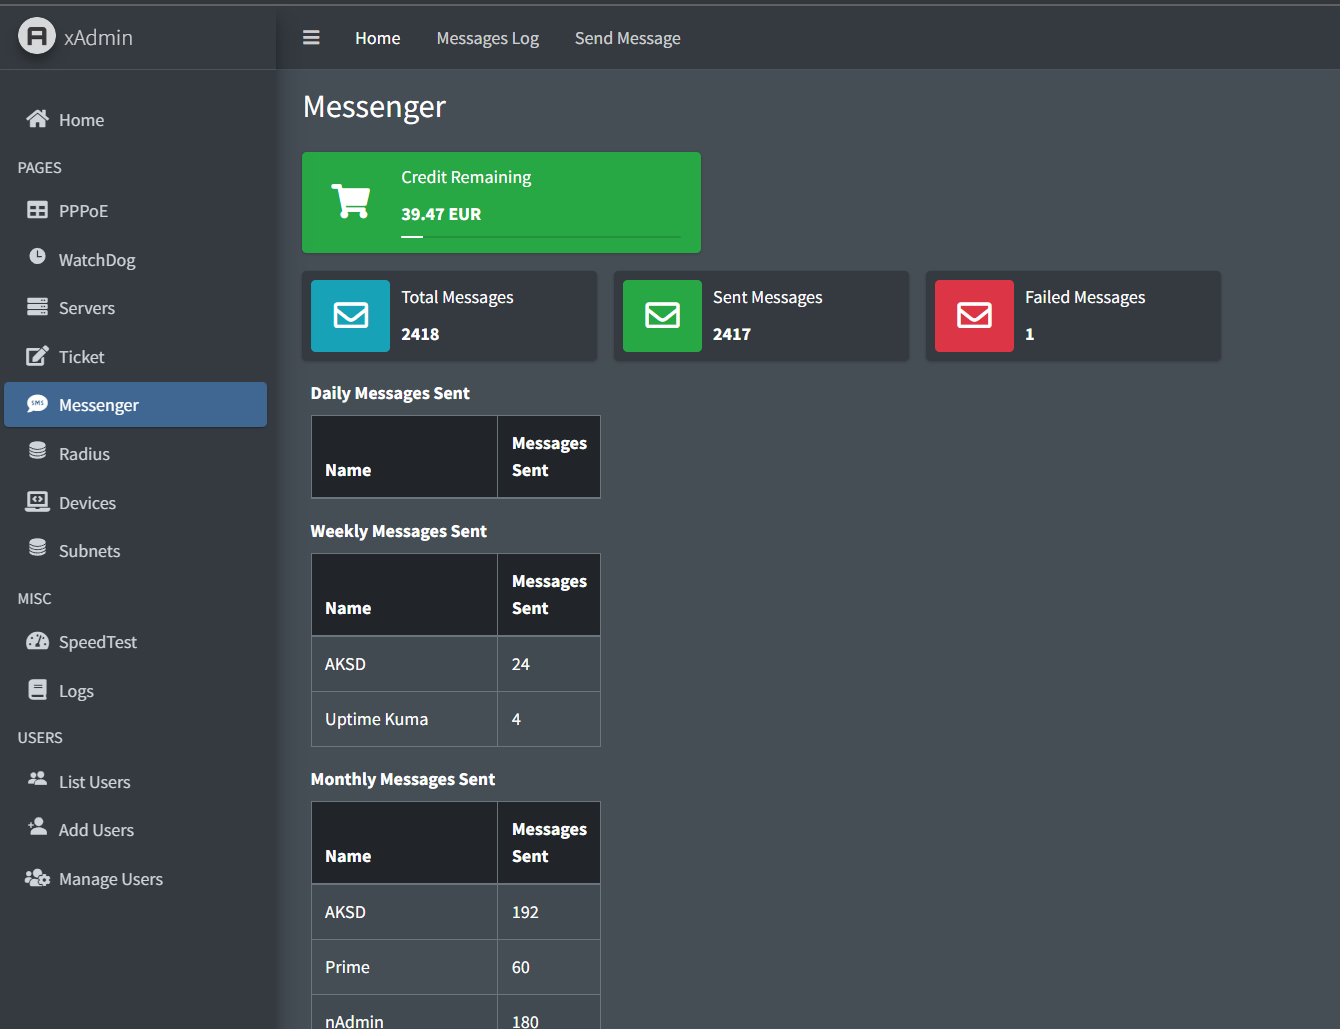 xAdmin
Home
Messages Log
Send Message
Home
PAGES
PPPoE
WatchDog
Servers
Ticket
SMS
Messenger
Radius
Devices
Subnets
MISC
SpeedTest
Logs
USERS
List Users
Add Users
Manage Users
Messenger
Credit Remaining
39.47 EUR
Total Messages
2418
Sent Messages
2417
Failed Messages
1
Daily Messages Sent
Name
Messages
Sent
Weekly Messages Sent
Name
Messages
Sent
AKSD 24
Uptime Kuma 4
Monthly Messages Sent
Name
Messages
Sent
AKSD 192
Prime 60
nAdmin 180